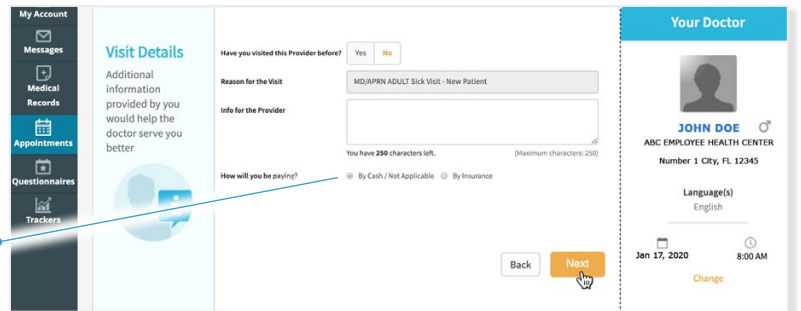 My Account
Messages
Medical
Records
Appointments
Questionnaires
Trackers
Visit Details
Additional
information
provided by you
would help the
doctor serve you
better
Have you visited this Provider before? Yes No
Reason for the Visit MD/APRN ADULT Sick Visit - New Patient
Info for the Provider
You have 250 characters left. (Maximum characters: 250)
How will you be paying? By Cash / Not Applicable By Insurance
Back Next
Your Doctor
JOHN DOE
ABC EMPLOYEE HEALTH CENTER
Number 1 City, FL 12345
Language(s)
English
Jan 17, 2020 8:00 AM
Change